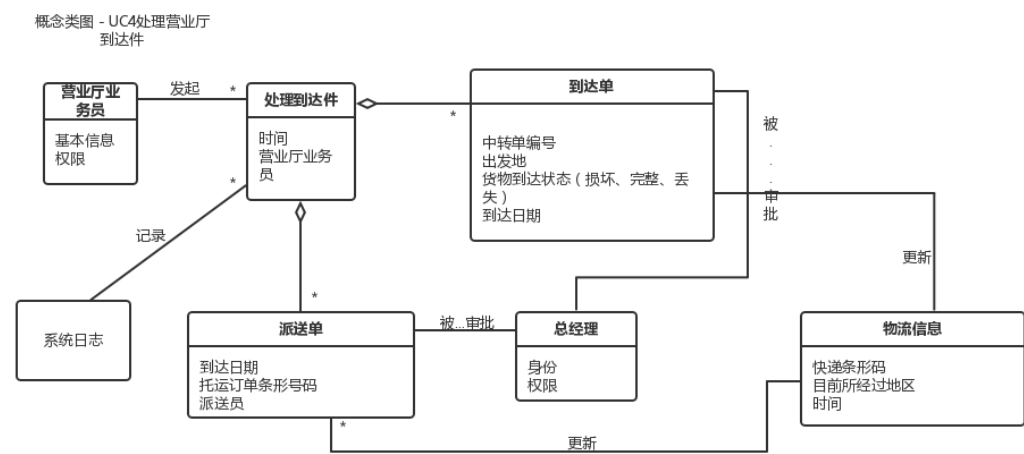 概念类图 - UC4处理营业厅
到达件
营业厅业
务员
基本信息
权限
发起
*
处理到达件
时间
营业厅业务
员
*
*
到达单
中转单编号
出发地
货物到达状态（损坏、完整、丢
失）
到达日期
被
.
.
.
审
批
记录
更新
系统日志
*
派送单
到达日期
托运订单条形号码
派送员
被...审批
总经理
身份
权限
物流信息
快递条形码
目前所经过地区
时间
*
更新